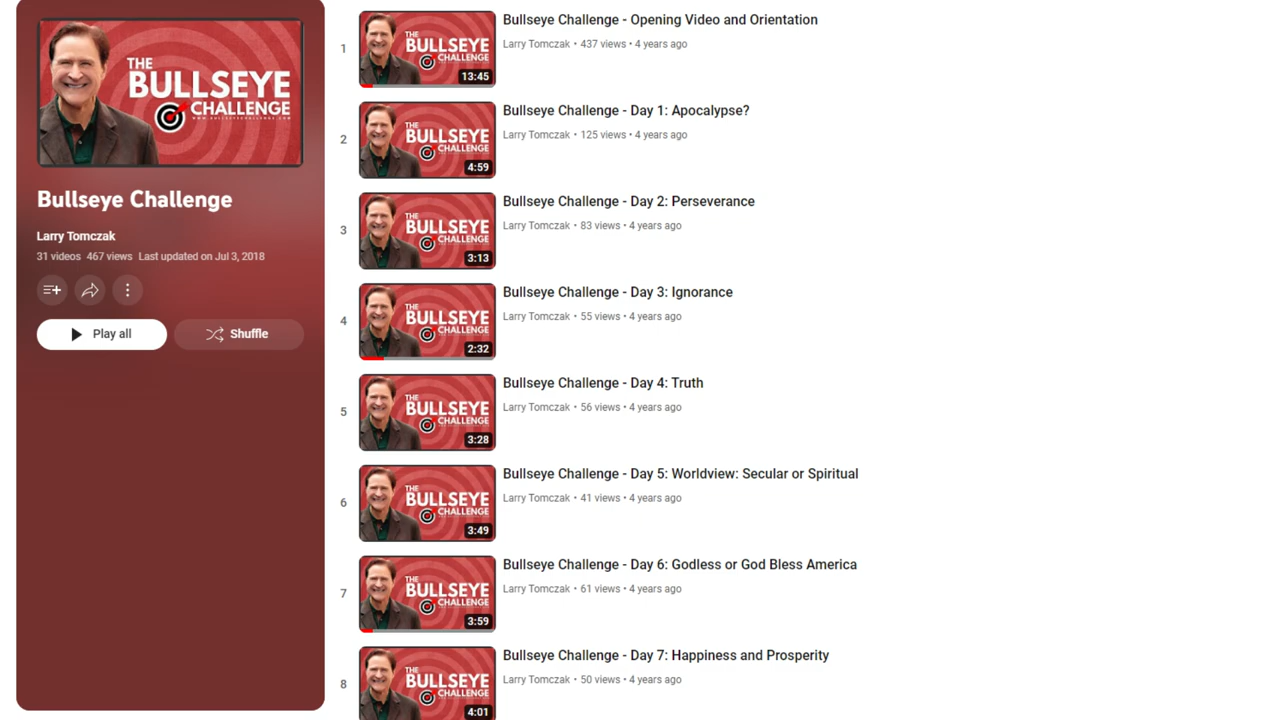 THE
BULLSEYE
CHALLENGE
WWW.BULLSEYECHALLENGE.COM
Bullseye Challenge
Larry Tomczak
31 videos 467 views Last updated on Jul 3, 2018
Play all
Shuffle
1
THE
BULLSEYE
CHALLENGE
13:45
Bullseye Challenge - Opening Video and Orientation
Larry Tomczak • 437 views • 4 years ago
2
THE
BULLSEYE
CHALLENGE
4:59
Bullseye Challenge - Day 1: Apocalypse?
Larry Tomczak • 125 views • 4 years ago
3
THE
BULLSEYE
CHALLENGE
3:13
Bullseye Challenge - Day 2: Perseverance
Larry Tomczak • 83 views • 4 years ago
4
THE
BULLSEYE
CHALLENGE
2:32
Bullseye Challenge - Day 3: Ignorance
Larry Tomczak • 55 views • 4 years ago
5
THE
BULLSEYE
CHALLENGE
3:28
Bullseye Challenge - Day 4: Truth
Larry Tomczak • 56 views • 4 years ago
6
THE
BULLSEYE
CHALLENGE
3:49
Bullseye Challenge - Day 5: Worldview: Secular or Spiritual
Larry Tomczak • 41 views • 4 years ago
7
THE
BULLSEYE
CHALLENGE
3:59
Bullseye Challenge - Day 6: Godless or God Bless America
Larry Tomczak • 61 views • 4 years ago
8
THE
BULLSEYE
CHALLENGE
4:01
Bullseye Challenge - Day 7: Happiness and Prosperity
Larry Tomczak • 50 views • 4 years ago